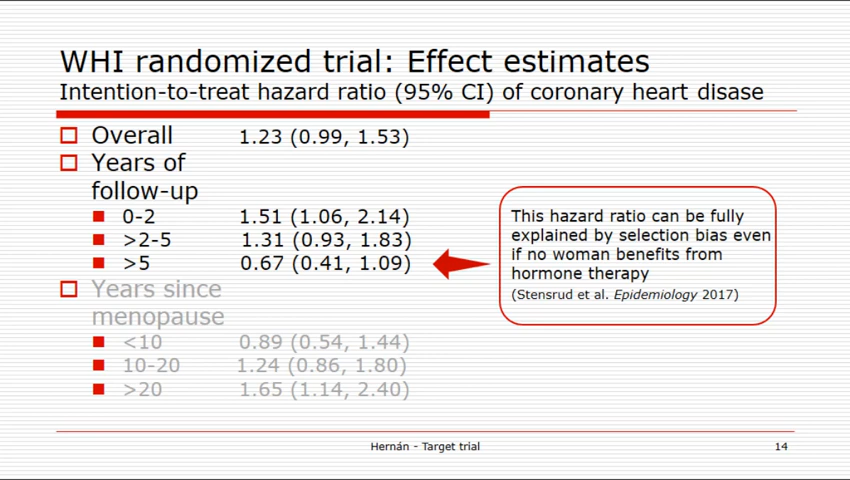 WHI randomized trial: Effect estimates
Intention-to-treat hazard ratio (95% CI) of coronary heart disease
Overall 1.23 (0.99, 1.53)
Years of
follow-up
0-2 1.51 (1.06, 2.14)
>2-5 1.31 (0.93, 1.83)
>5 0.67 (0.41, 1.09)
Years since
menopause
<10 0.89 (0.54, 1.44)
10-20 1.24 (0.86, 1.80)
>20 1.65 (1.14, 2.40)
This hazard ratio can be fully
explained by selection bias even
if no woman benefits from
hormone therapy
(Stensrud et al. Epidemiology 2017)
Hernán - Target trial
14